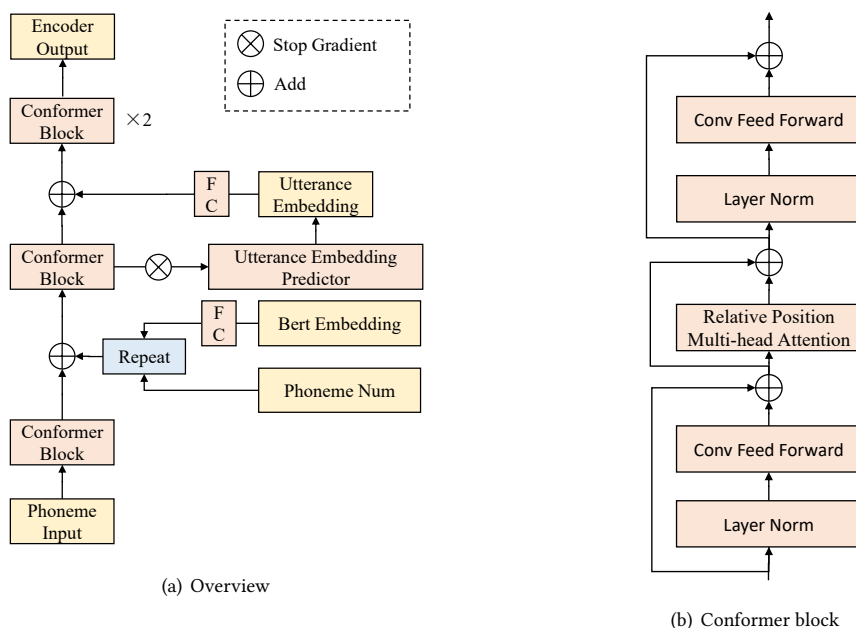 Encoder
Output
Stop Gradient
Add
Conformer
Block
×2
F
C
Utterance
Embedding
Conformer
Block
Utterance Embedding
Predictor
F
C
Bert Embedding
Repeat
Phoneme Num
Conformer
Block
Phoneme
Input
(a) Overview
Conv Feed Forward
Layer Norm
Relative Position
Multi-head Attention
Conv Feed Forward
Layer Norm
(b) Conformer block